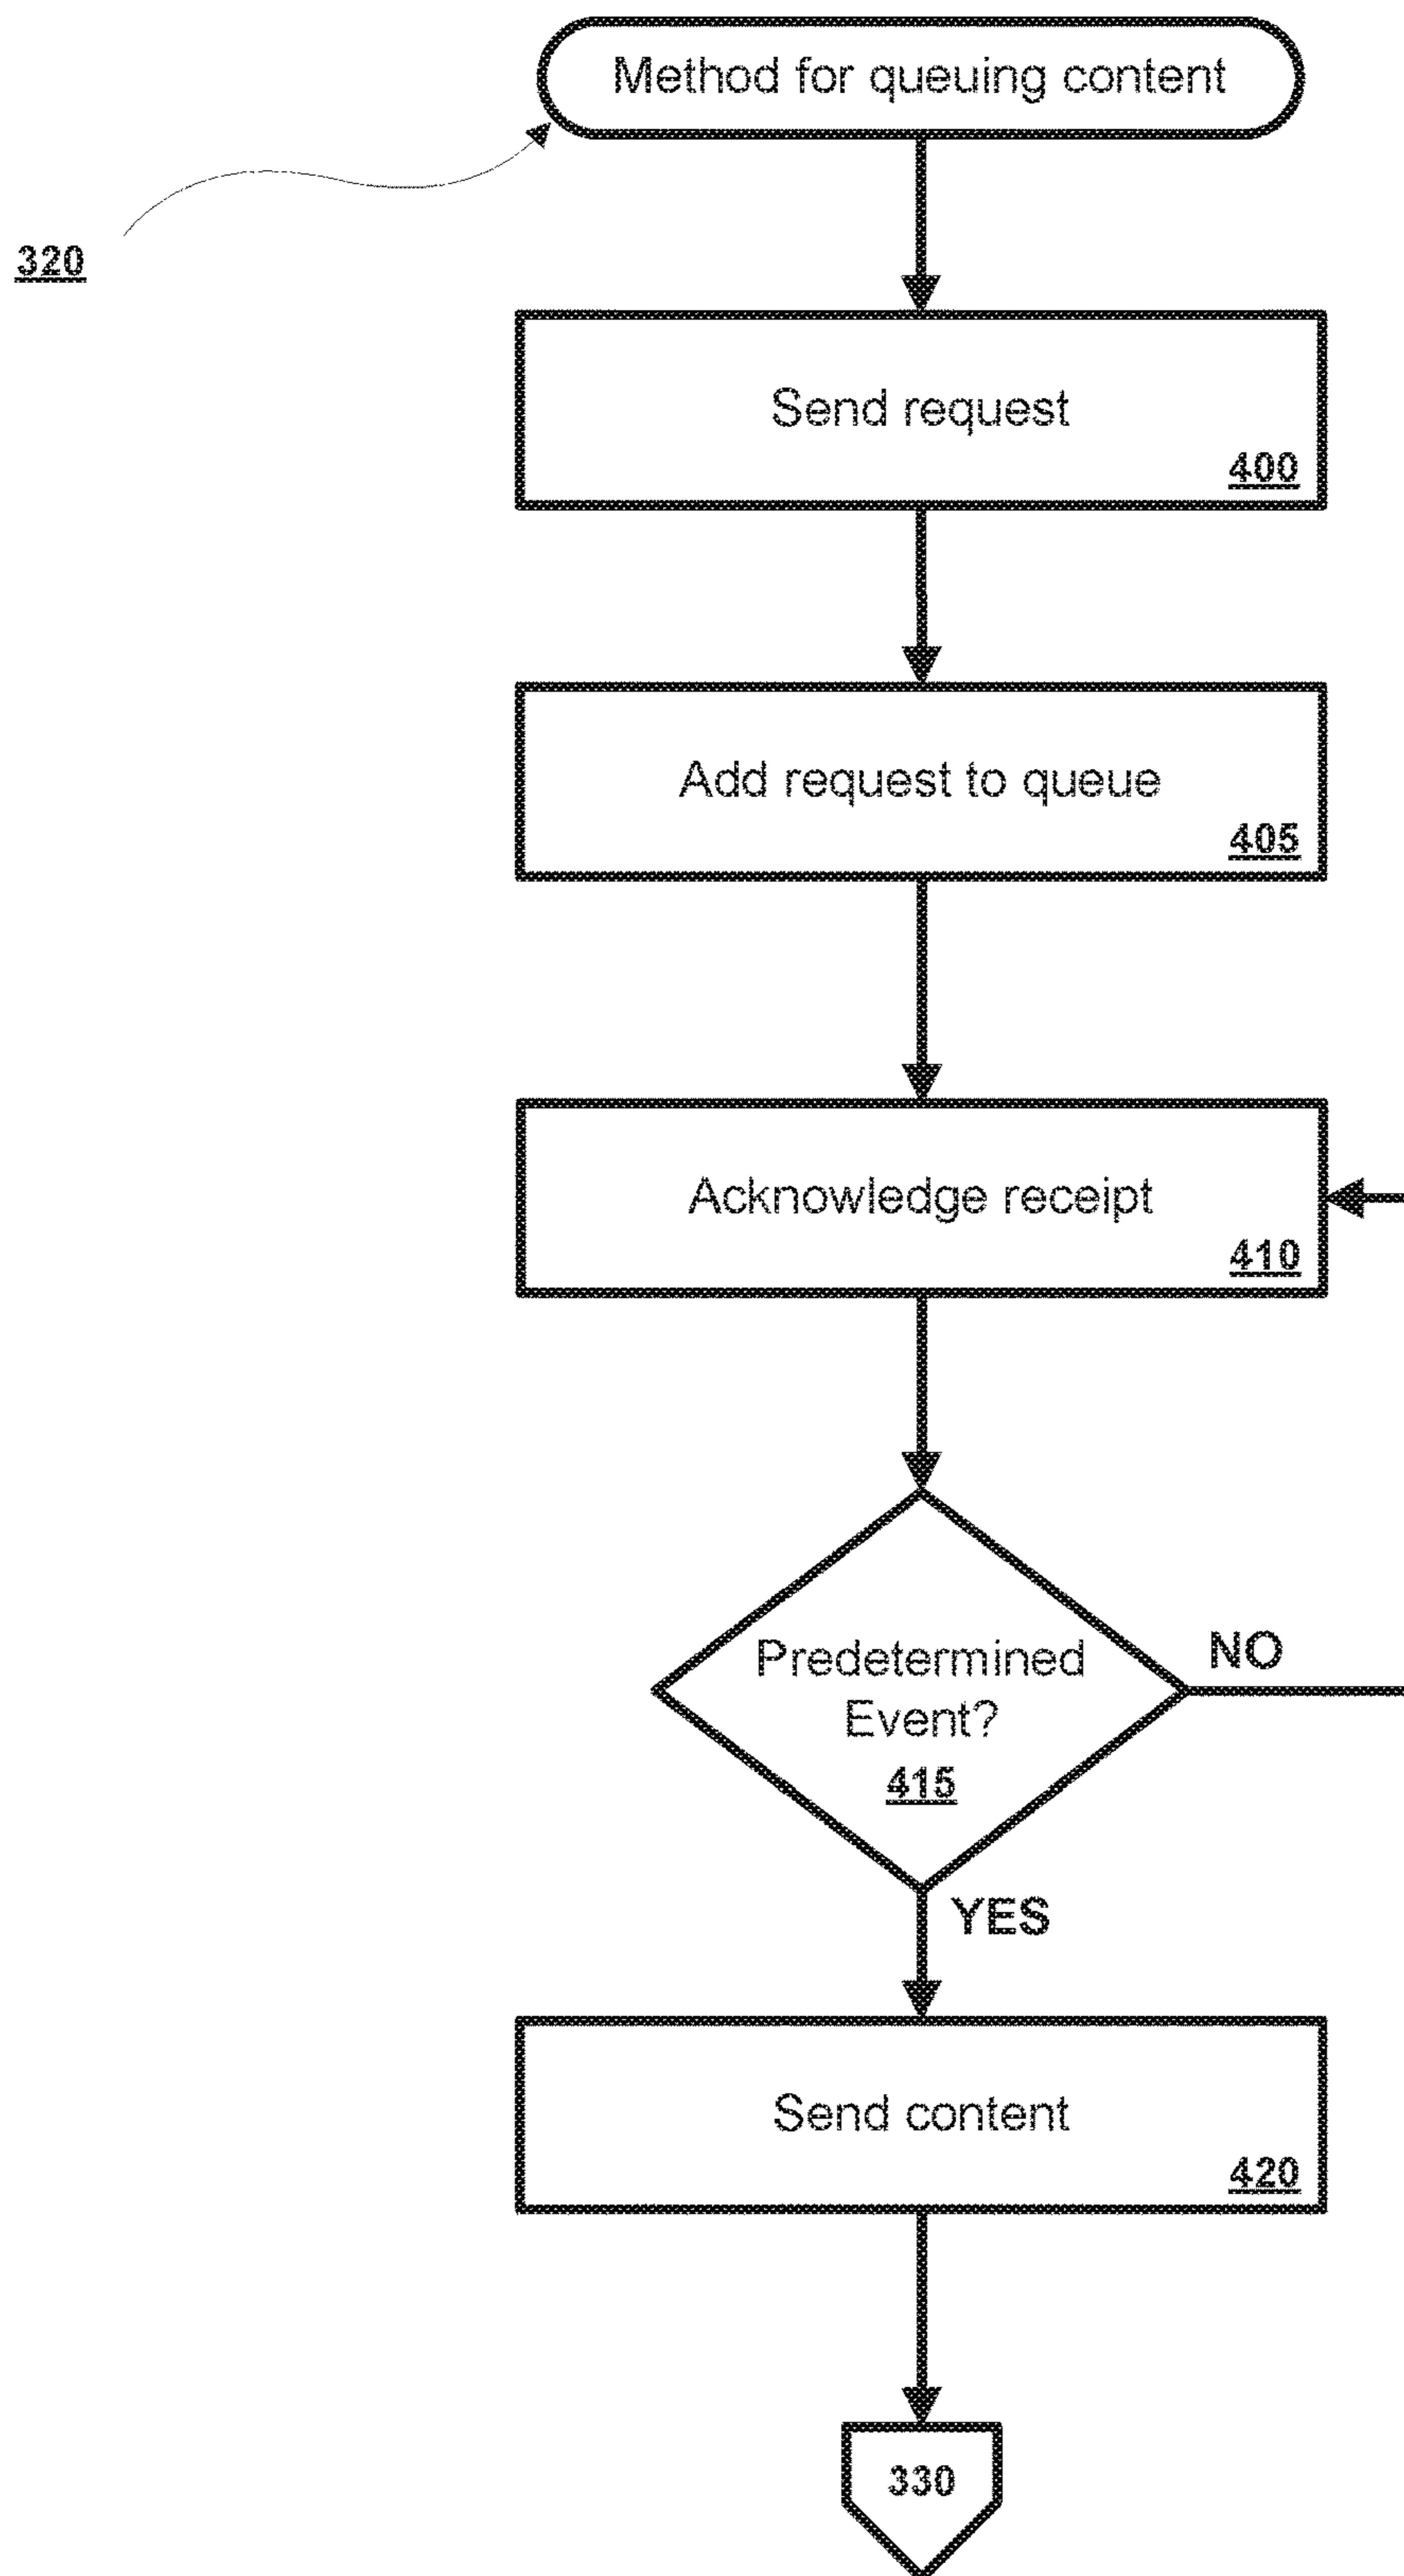 Method for queuing content
320
Send request
400
Add request to queue
405
Acknowledge receipt
410
Predetermined
Event?
415
NO
YES
Send content
420
330